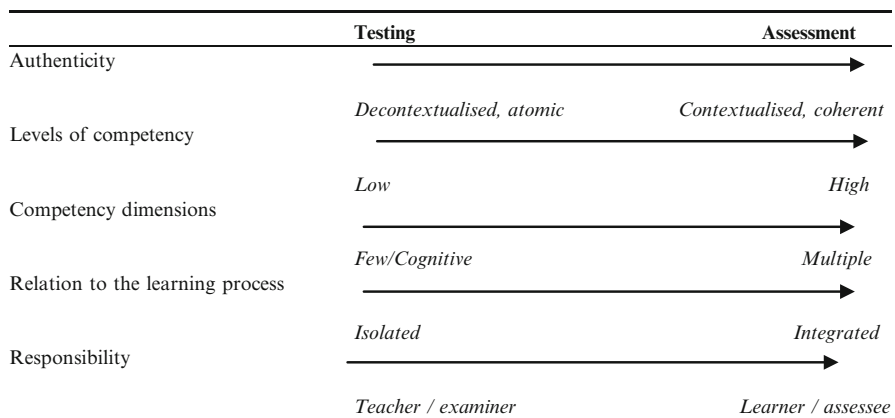 Testing Assessment
Authenticity
Decontextualised, atomic Contextualised, coherent
Levels of competency
Low High
Competency dimensions
Few/Cognitive Multiple
Relation to the learning process
Isolated Integrated
Responsibility
Teacher / examiner Learner / assessee